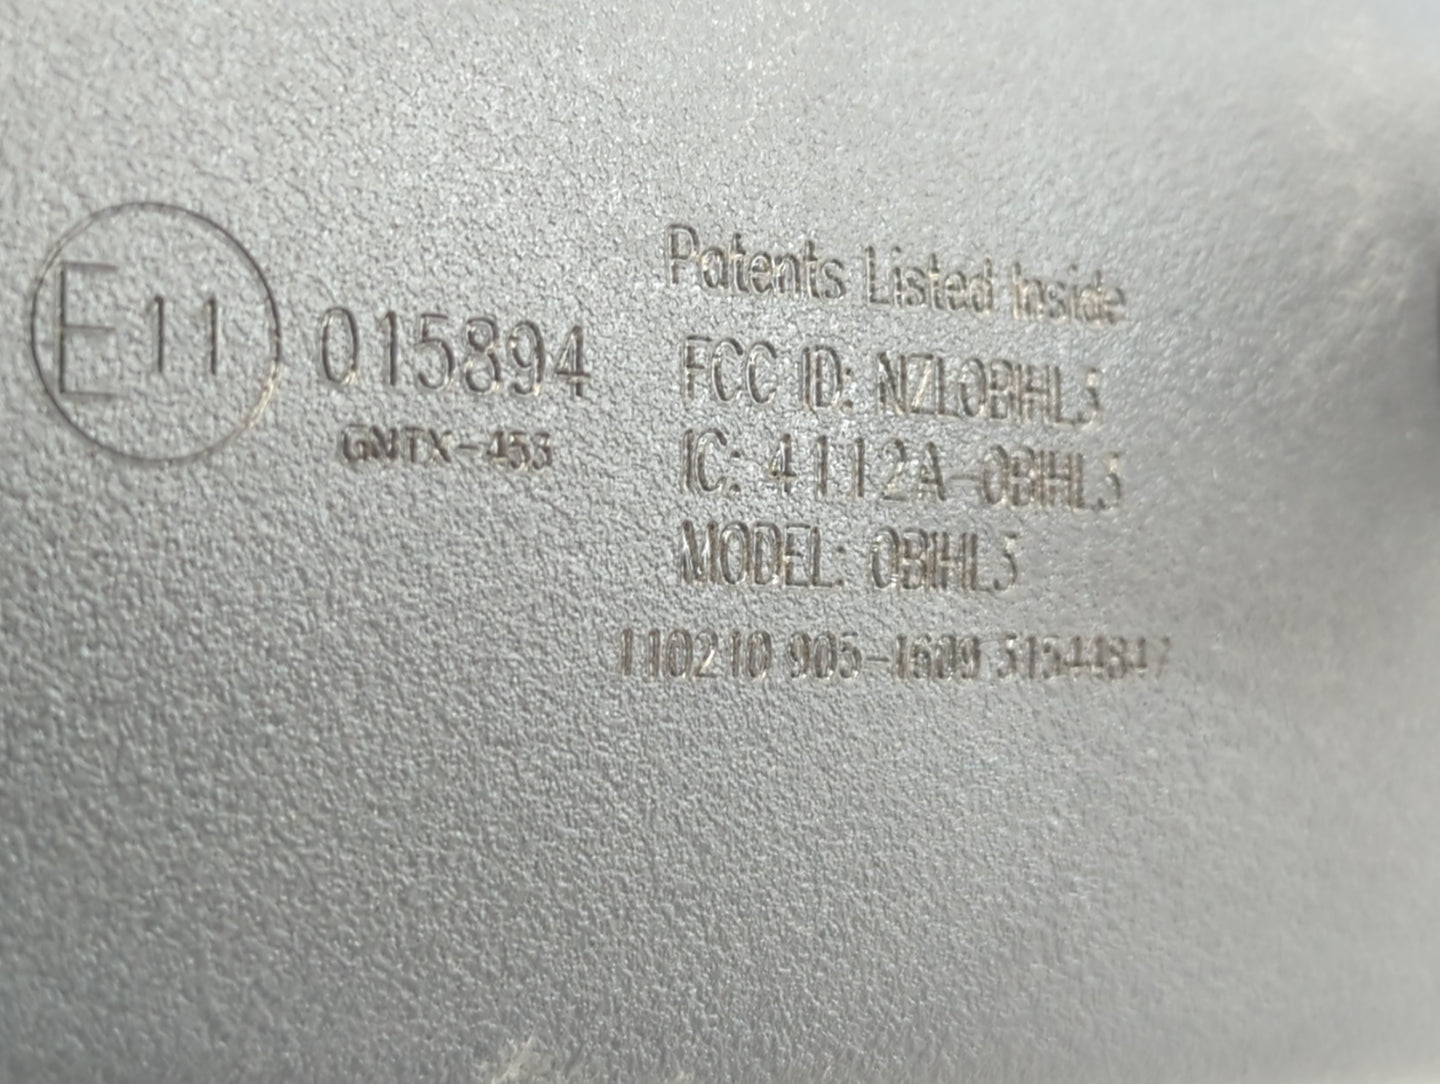 E11
015894
GNTX-453
Patents Listed Inside
FCC ID: NZLOBIHL5
IC: 4112A-OBIHL5
MODEL: OBIHL5
110210 905-1609